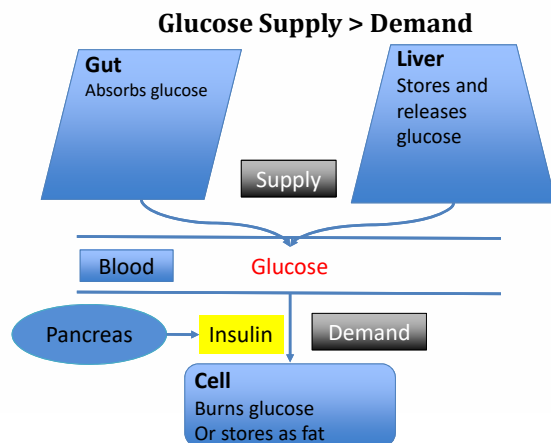 Glucose Supply > Demand
Gut
Absorbs glucose
Liver
Stores and
releases
glucose
Supply
Blood
Glucose
Pancreas
Insulin
Demand
Cell
Burns glucose
Or stores as fat